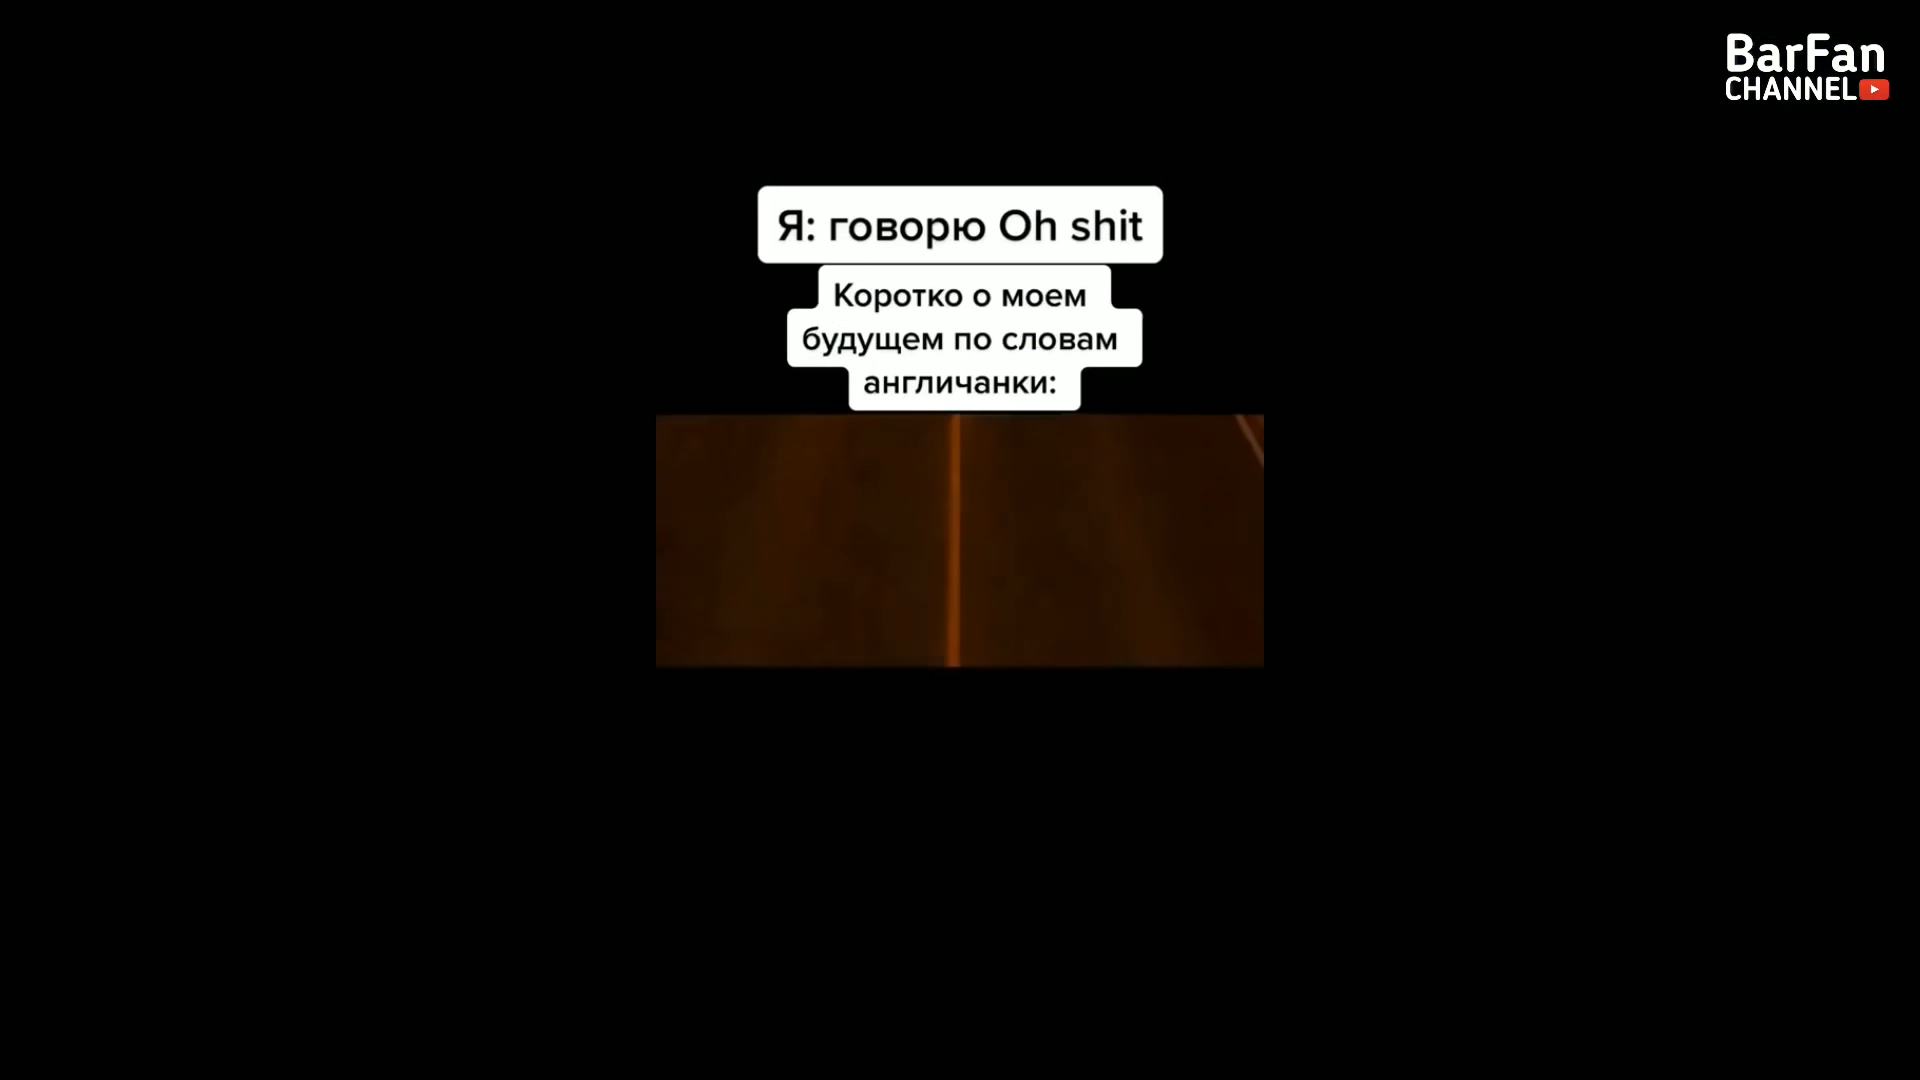 BarFan
CHANNEL
Я: говорю Oh shit
Коротко о моем
будущем по словам
англичанки: